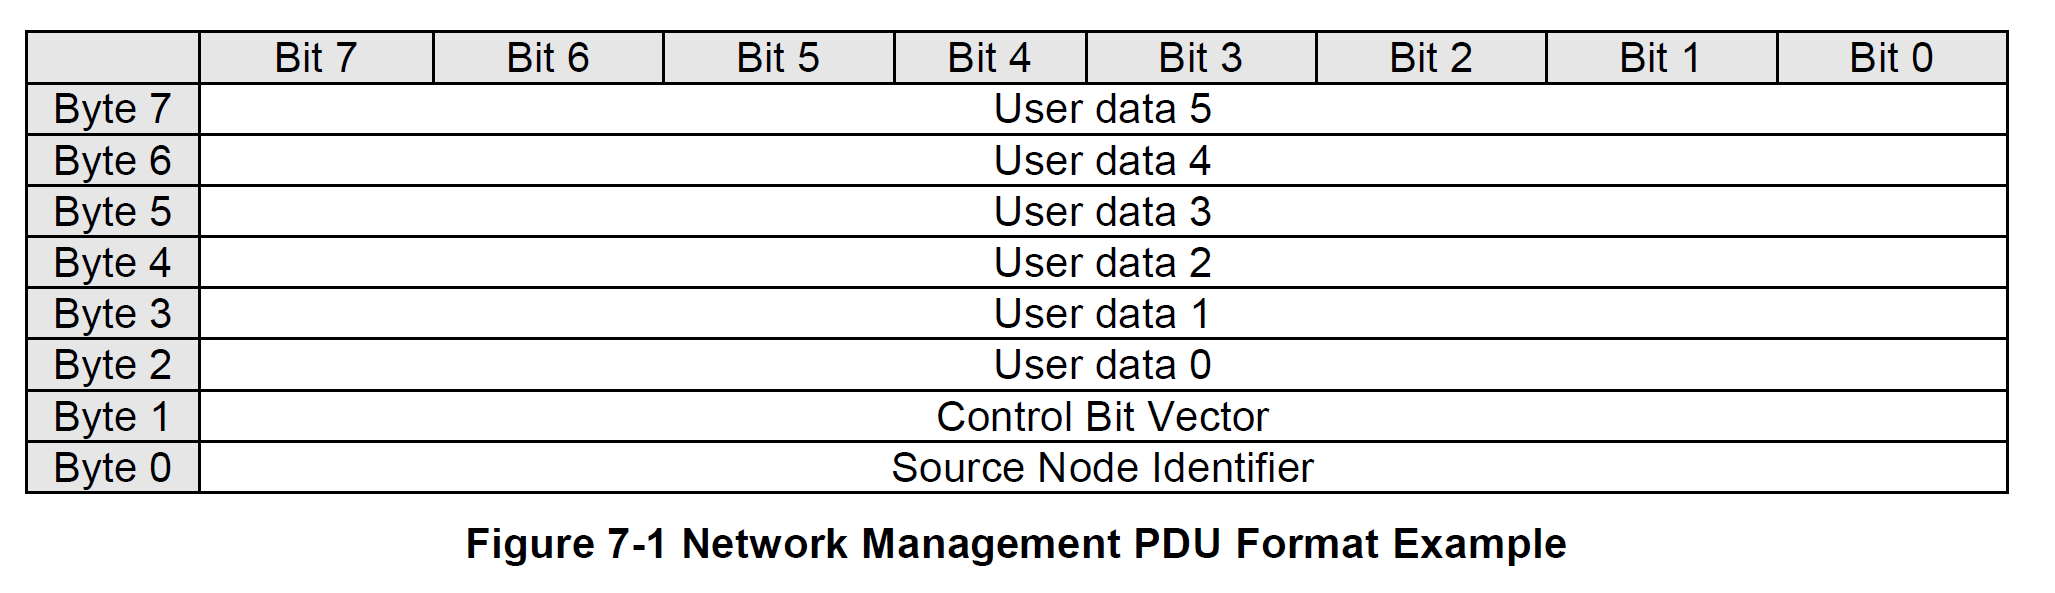 Bit 7 Bit 6 Bit 5 Bit 4 Bit 3 Bit 2 Bit 1 Bit 0
Byte 7 User data 5
Byte 6 User data 4
Byte 5 User data 3
Byte 4 User data 2
Byte 3 User data 1
Byte 2 User data 0
Byte 1 Control Bit Vector
Byte 0 Source Node Identifier
Figure 7-1 Network Management PDU Format Example